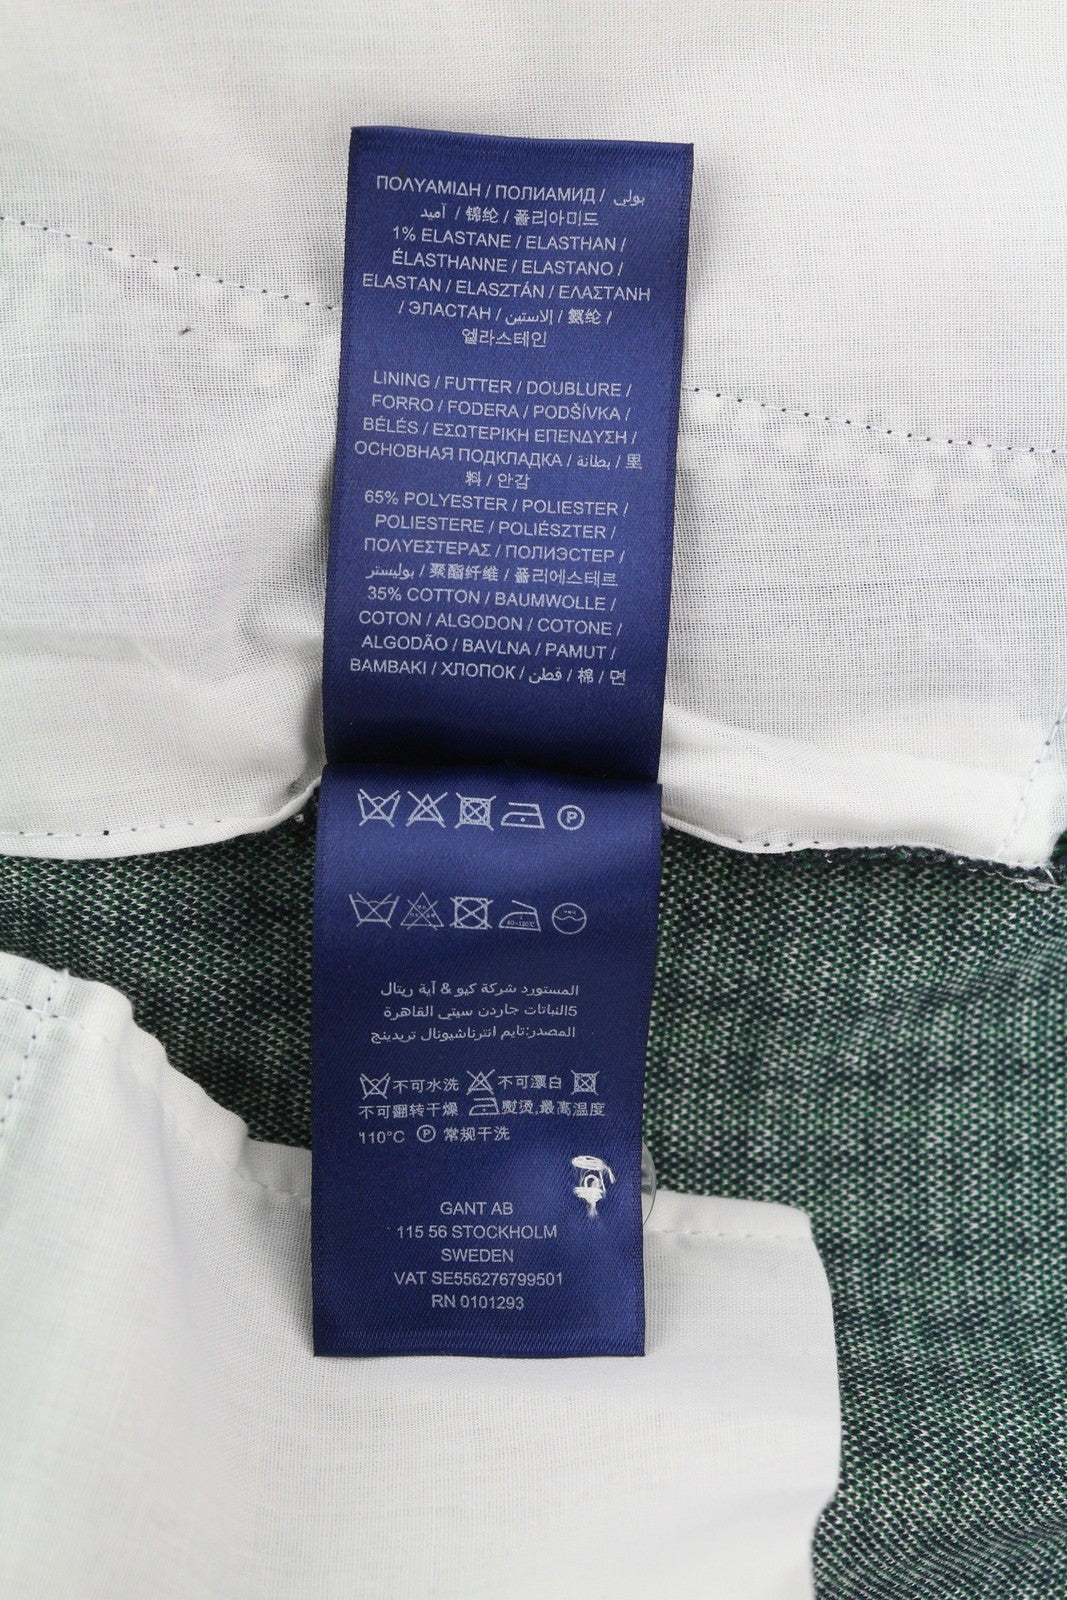 ΠΟΛΥΑΜΙΔΗ / ПОЛИАМИД / بولي
آميد / 锦纶 / 폴리아미드
1% ELASTANE / ELASTHAN /
ÉLASTHANNE / ELASTANO /
ELASTAN / ELASZTÁN / ΕΛΑΣΤΑΝΗ
/ ЭЛАСТАН / إلاستين / 氨纶 /
엘라스테인
LINING / FUTTER / DOUBLURE /
FORRO / FODERA / PODŠÍVKA /
BÉLÉS / ΕΣΩΤΕΡΙΚΗ ΕΠΕΝΔΥΣΗ /
ОСНОВНАЯ ПОДКЛАДКА / بطانة / 里
料 / 안감
65% POLYESTER / POLIESTER /
POLIESTERE / POLIÉSZTER /
ΠΟΛΥΕΣΤΕΡΑΣ / ПОЛИЭСТЕР /
بوليستر / 聚酯纤维 / 폴리에스테르
35% COTTON / BAUMWOLLE /
COTON / ALGODON / COTONE /
ALGODÃO / BAVLNA / PAMUT /
ΒΑΜΒΑΚΙ / ХЛОПОК / قطن / 棉 / 면
P
المستورد شركة كيو & آية ريتال
5النباتات جاردن سيتي القاهرة
المصدر:تايم انترناشيونال تريدينج
不可水洗 不可漂白
不可翻转干燥 熨烫,最高温度
110°C P 常规干洗
GANT AB
115 56 STOCKHOLM
SWEDEN
VAT SE556276799501
RN 0101293